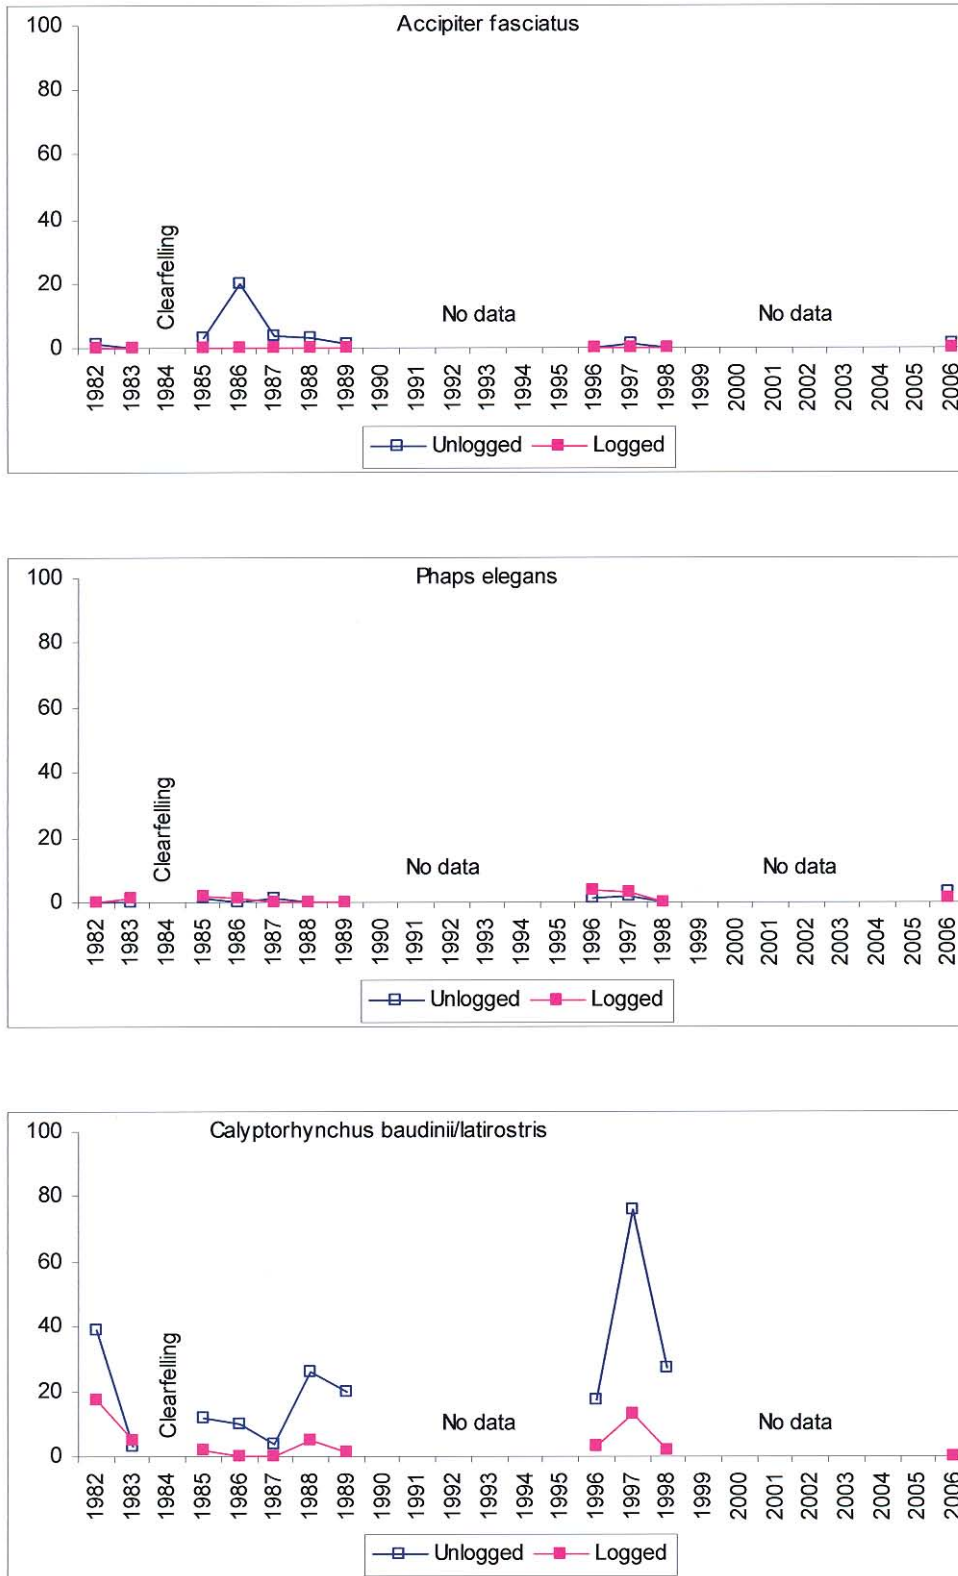 Accipiter fasciatus
100
80
60
40
20
0
Clearfelling
No data
No data
1982 1983 1984 1985 1986 1987 1988 1989 1990 1991 1992 1993 1994 1995 1996 1997 1998 1999 2000 2001 2002 2003 2004 2005 2006
Unlogged Logged
Phaps elegans
100
80
60
40
20
0
Clearfelling
No data
No data
1982 1983 1984 1985 1986 1987 1988 1989 1990 1991 1992 1993 1994 1995 1996 1997 1998 1999 2000 2001 2002 2003 2004 2005 2006
Unlogged Logged
Calyptorhynchus baudinii/latirostris
100
80
60
40
20
0
Clearfelling
No data
No data
1982 1983 1984 1985 1986 1987 1988 1989 1990 1991 1992 1993 1994 1995 1996 1997 1998 1999 2000 2001 2002 2003 2004 2005 2006
Unlogged Logged